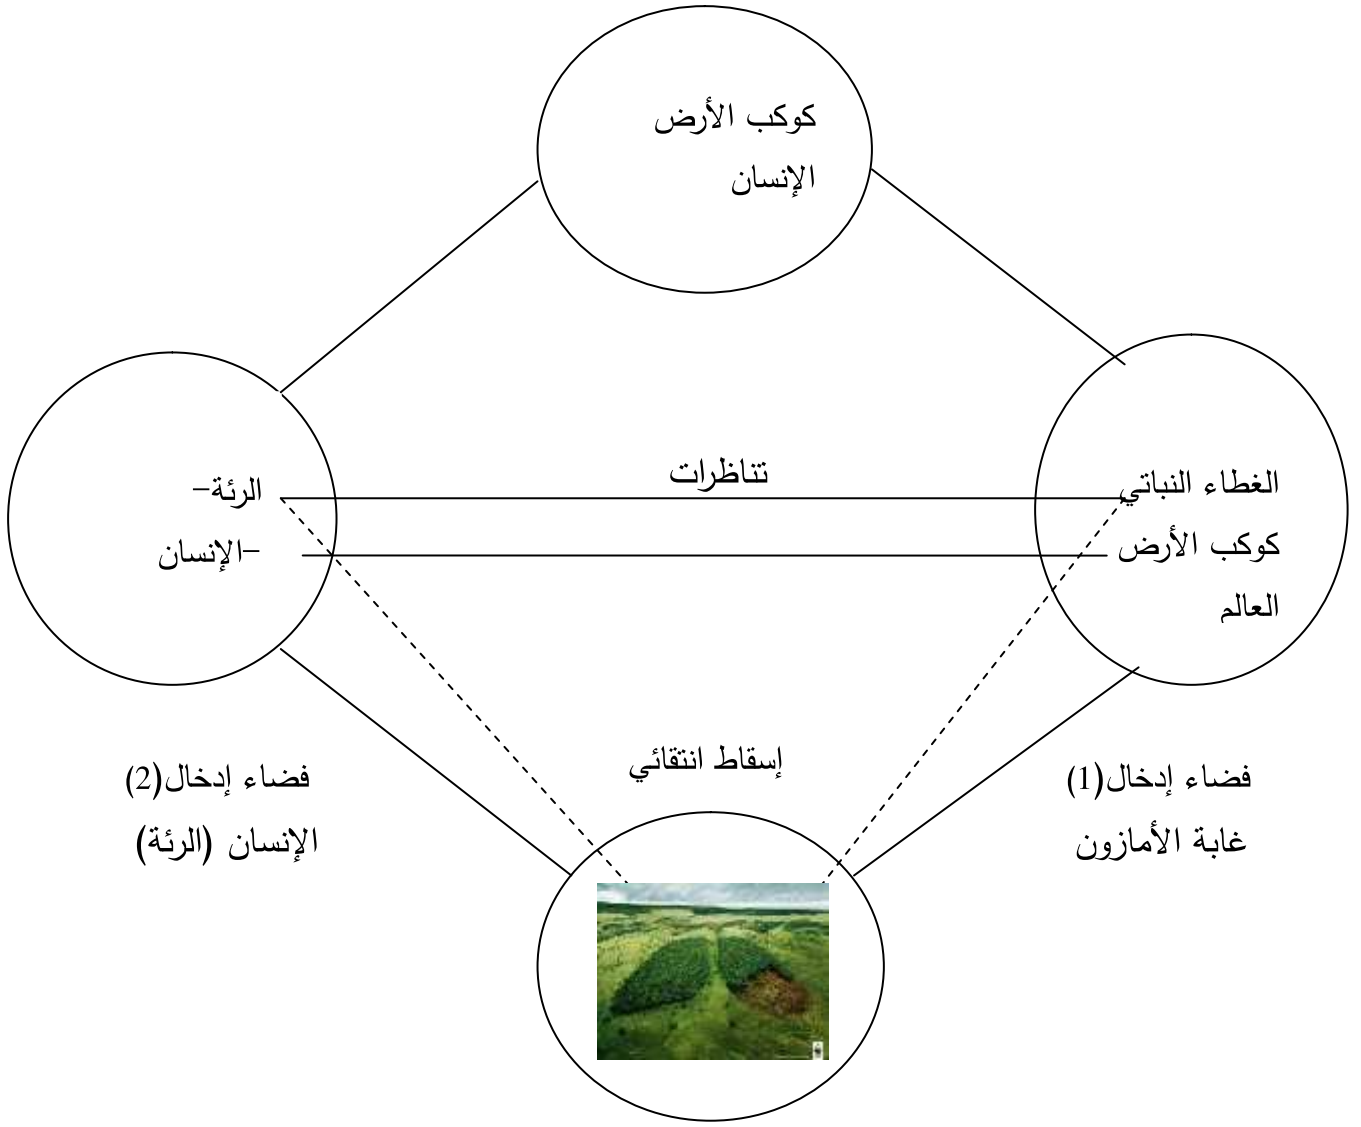 كوكب الأرض
الإنسان
تناظرات
الغطاء النباتي
كوكب الأرض
العالم
الرئة-
-الإنسان
إسقاط انتقائي
فضاء إدخال(1)
غابة الأمازون
فضاء إدخال(2)
الإنسان (الرئة)